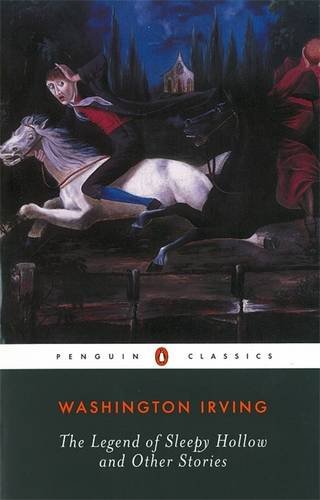 PENGUIN CLASSICS
WASHINGTON IRVING
The Legend of Sleepy Hollow
and Other Stories